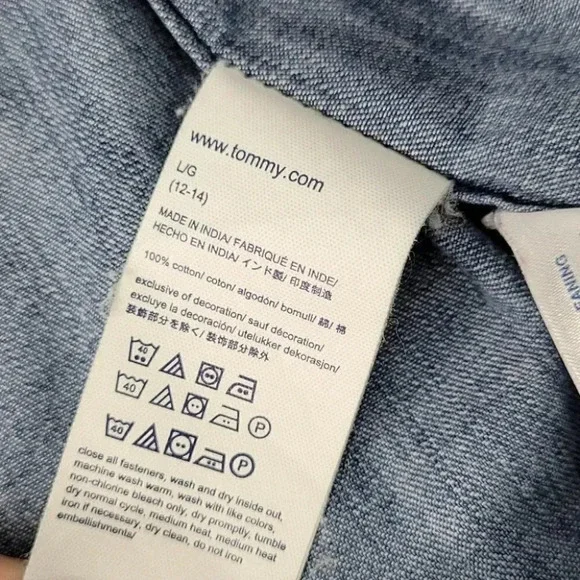 www.tommy.com
L/G
(12-14)
MADE IN INDIA/ FABRIQUÉ EN INDE/
HECHO EN INDIA/ インド製/ 印度制造
100% cotton/ coton/ algodón/ bomull/ 綿/ 棉
exclusive of decoration/ sauf décoration/
excluye la decoración/ utelukker dekorasjon/
装飾部分を除く/ 装饰部分除外
40
40 P
40 P
close all fasteners, wash and dry inside out,
machine wash warm, wash with like colors,
non-chlorine bleach only, dry promptly, tumble
dry normal cycle, medium heat, medium heat
iron if necessary, dry clean, do not iron
embellishments/